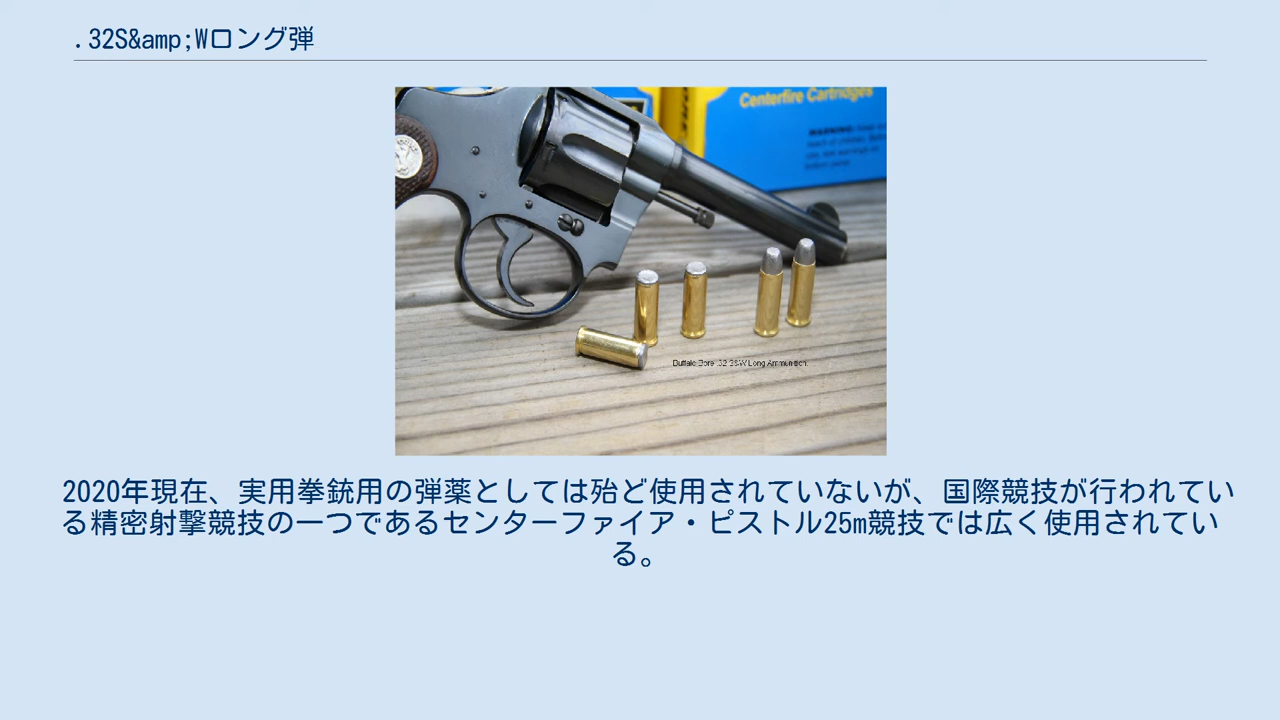 .32S&amp;Wロング弾
Centerfire Cartridges
WARNING:
Buffalo Bore .32 S&W Long Ammunition.
2020年現在、実用拳銃用の弾薬としては殆ど使用されていないが、国際競技が行われてい
る精密射撃競技の一つであるセンターファイア・ピストル25m競技では広く使用されてい
る。